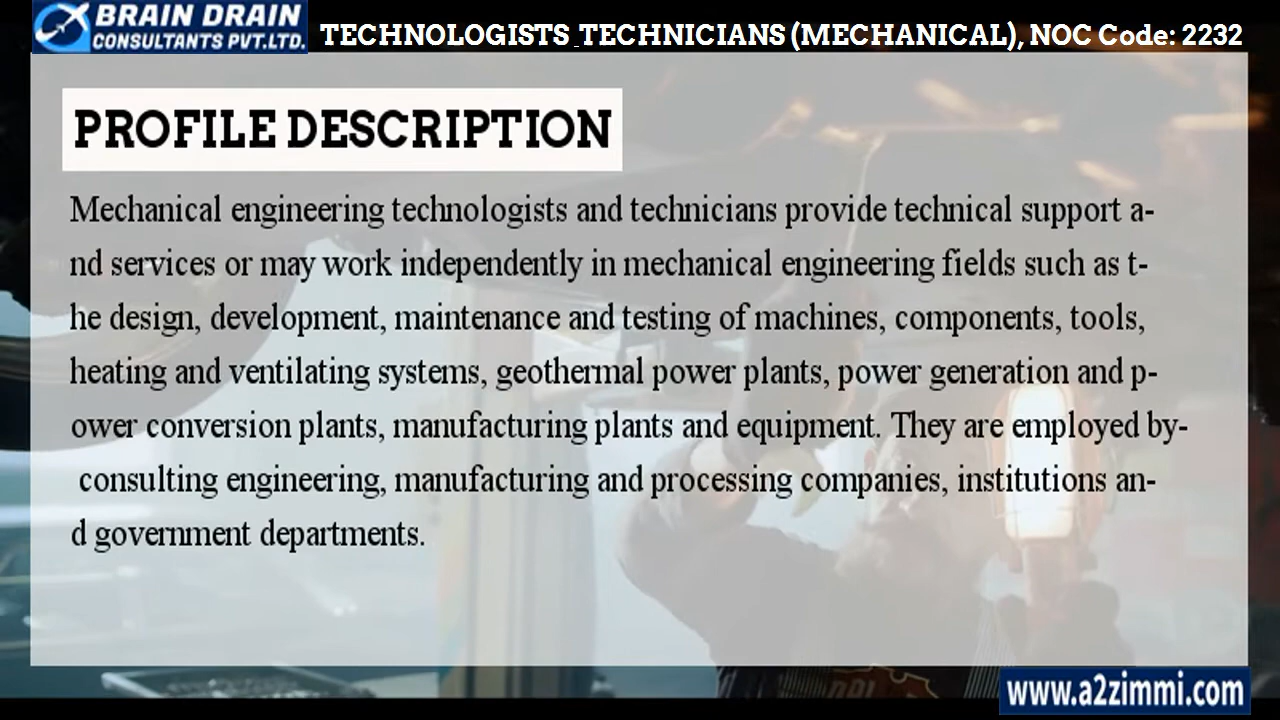 BRAIN DRAIN
CONSULTANTS PVT.LTD.
TECHNOLOGISTS TECHNICIANS (MECHANICAL), NOC Code: 2232
PROFILE DESCRIPTION
Mechanical engineering technologists and technicians provide technical support a-
nd services or may work independently in mechanical engineering fields such as t-
he design, development, maintenance and testing of machines, components, tools,
heating and ventilating systems, geothermal power plants, power generation and p-
ower conversion plants, manufacturing plants and equipment. They are employed by-
consulting engineering, manufacturing and processing companies, institutions an-
d government departments.
www.a2zimmi.com